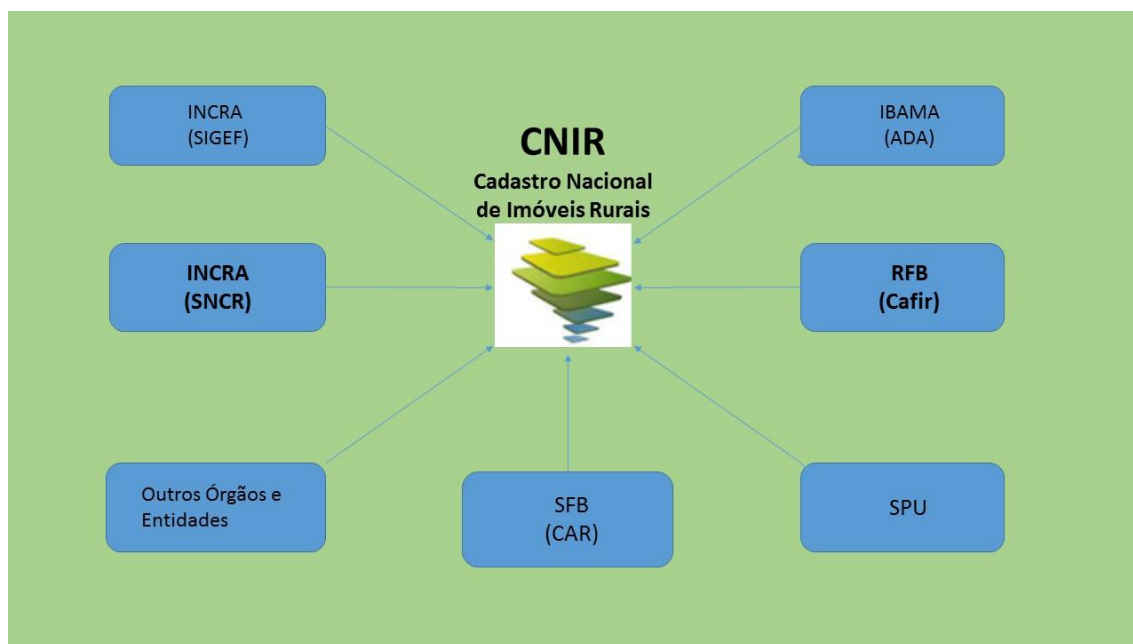 INCRA
(SIGEF)
CNIR
Cadastro Nacional
de Imóveis Rurais
IBAMA
(ADA)
INCRA
(SNCR)
RFB
(Cafir)
Outros Órgãos e
Entidades
SFB
(CAR)
SPU